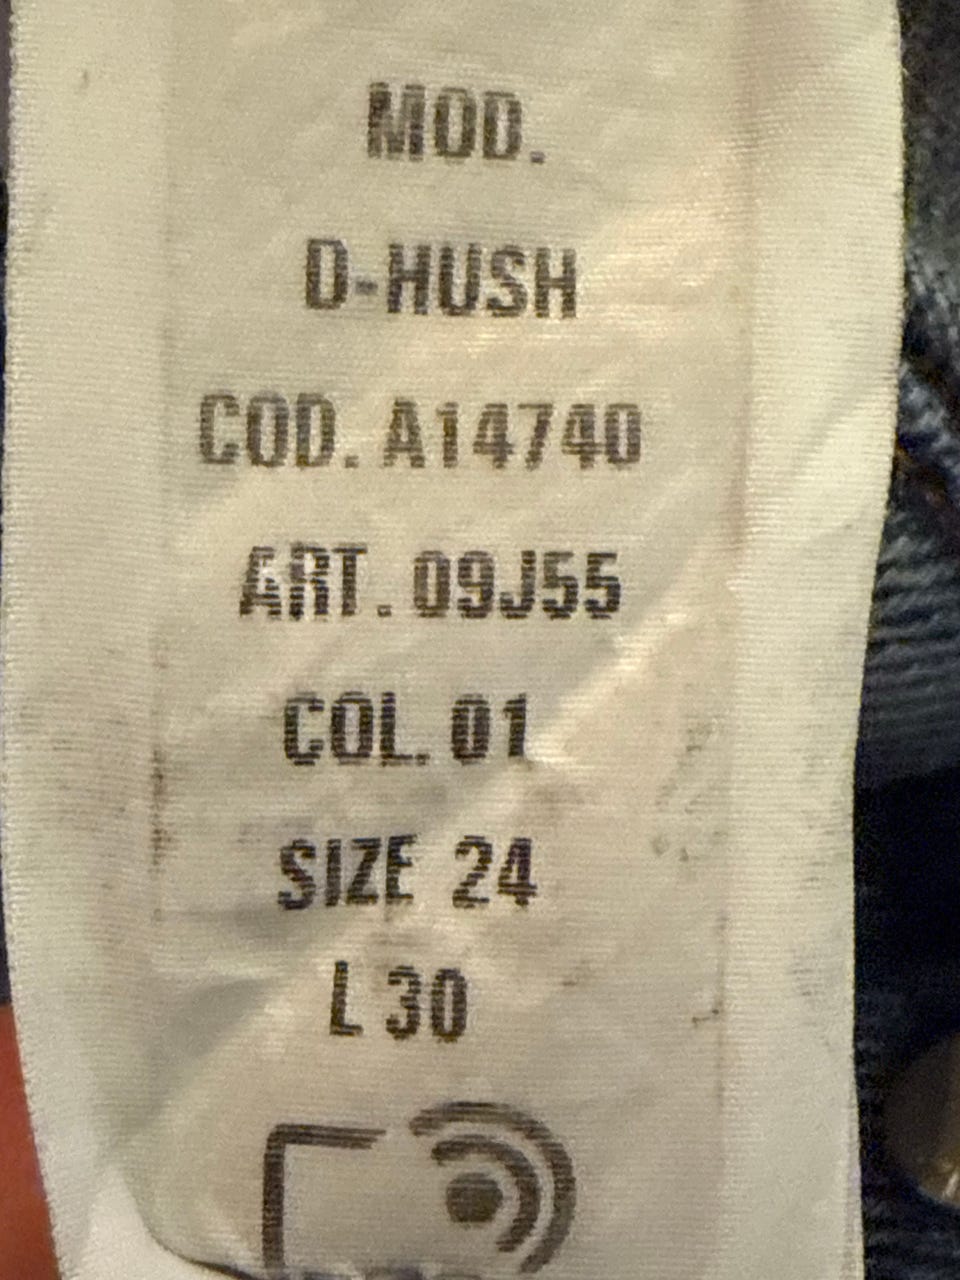 MOD.
D-HUSH
COD. A14740
ART. 09J55
COL. 01
SIZE 24
L 30